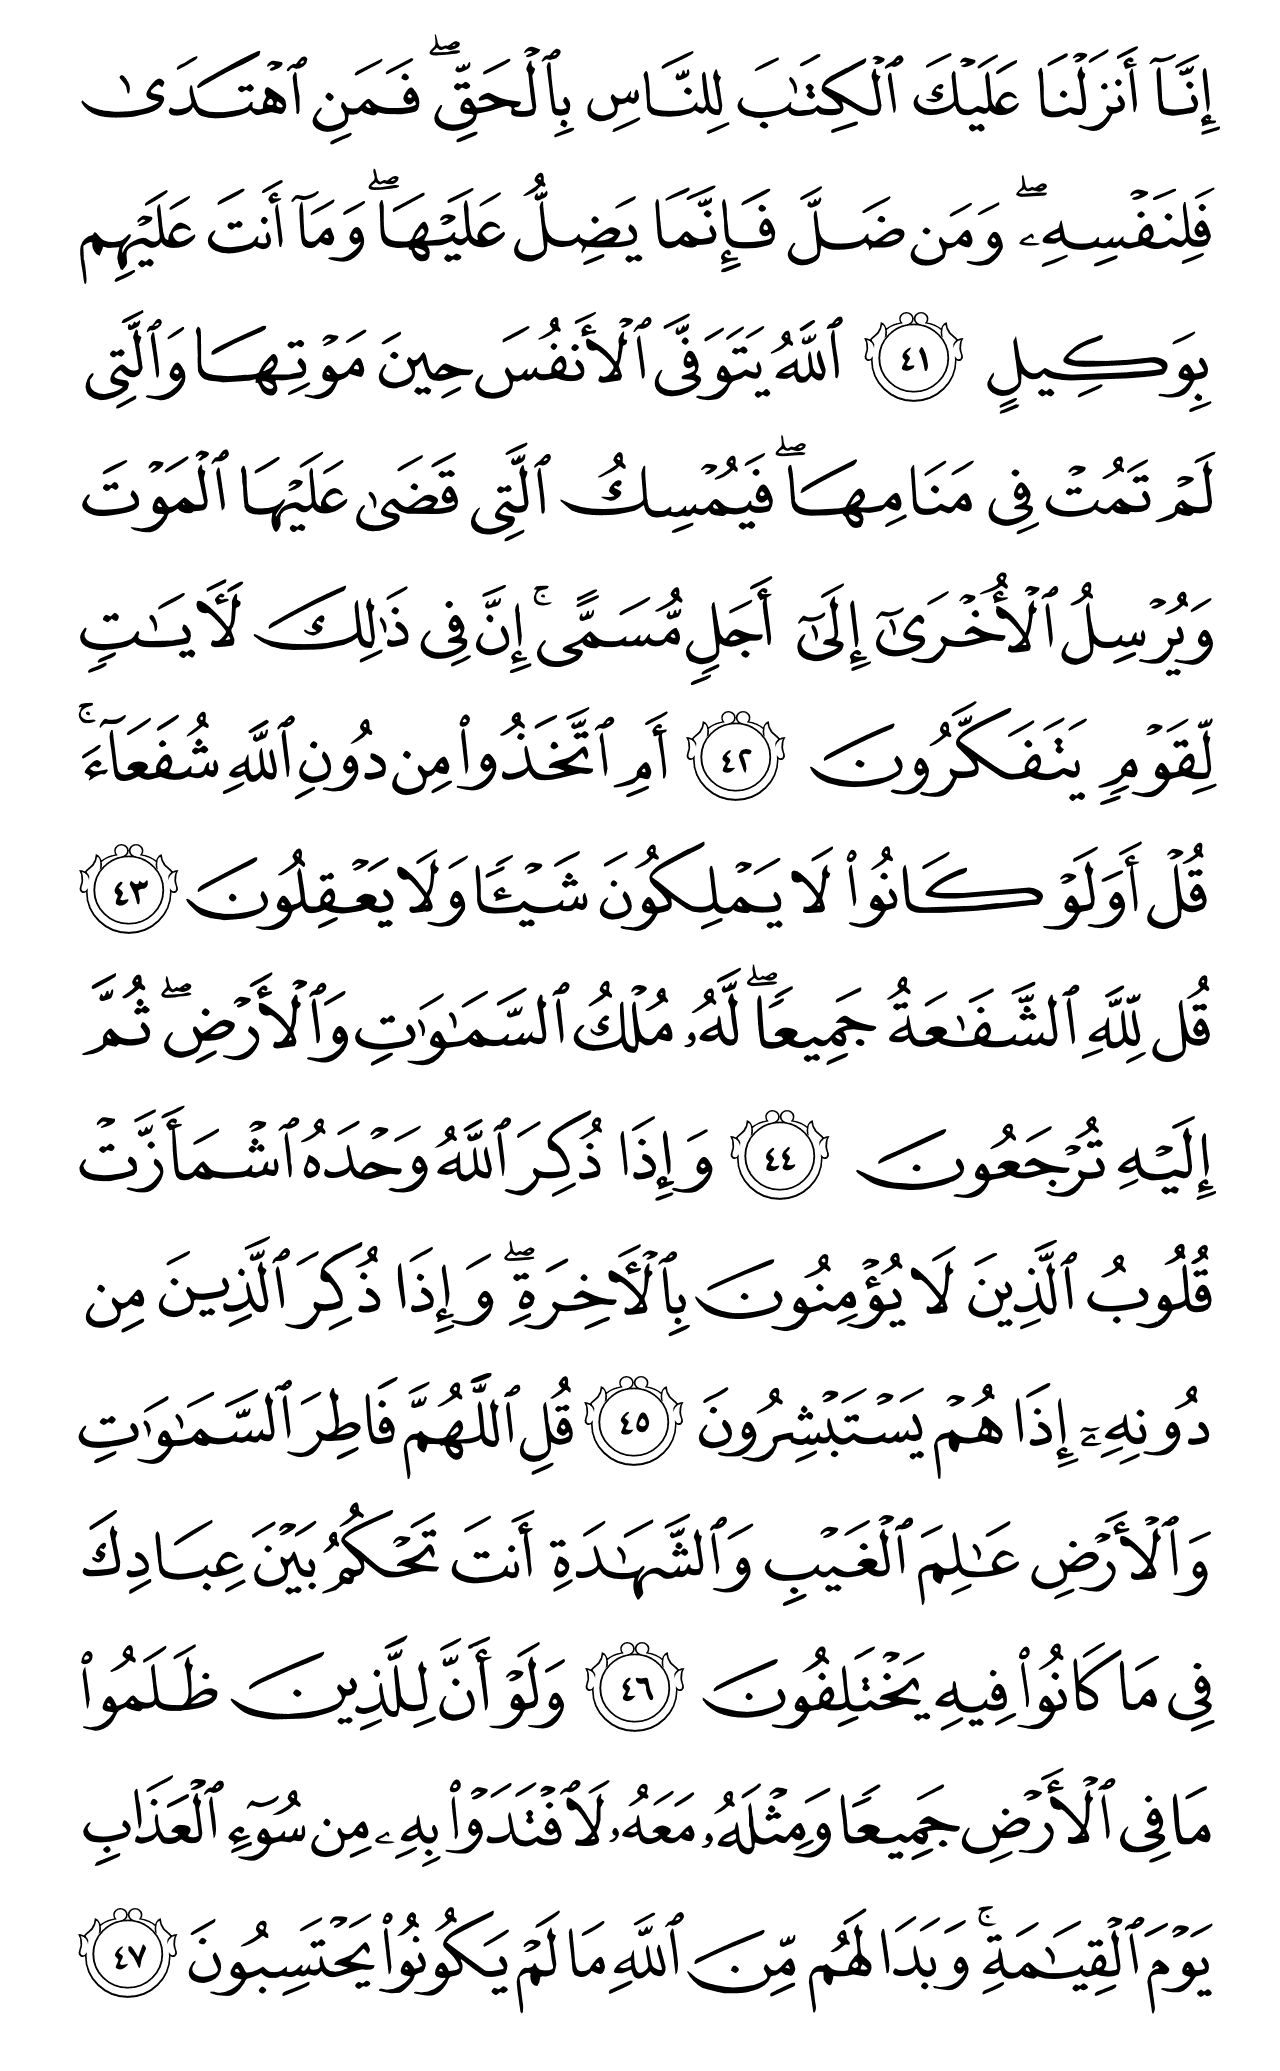 إِنَّآ أَنزَلۡنَا عَلَيۡكَ ٱلۡكِتَٰبَ لِلنَّاسِ بِٱلۡحَقِّۖ فَمَنِ ٱهۡتَدَىٰ
فَلِنَفۡسِهِۦۖ وَمَن ضَلَّ فَإِنَّمَا يَضِلُّ عَلَيۡهَاۖ وَمَآ أَنتَ عَلَيۡهِم
بِوَكِيلٍ ٤١ ٱللَّهُ يَتَوَفَّى ٱلۡأَنفُسَ حِينَ مَوۡتِهَا وَٱلَّتِي
لَمۡ تَمُتۡ فِي مَنَامِهَاۖ فَيُمۡسِكُ ٱلَّتِي قَضَىٰ عَلَيۡهَا ٱلۡمَوۡتَ
وَيُرۡسِلُ ٱلۡأُخۡرَىٰٓ إِلَىٰٓ أَجَلٍ مُّسَمًّىۚ إِنَّ فِي ذَٰلِكَ لَأٓيَٰتٍ
لِّقَوۡمٍ يَتَفَكَّرُونَ ٤٢ أَمِ ٱتَّخَذُواْ مِن دُونِ ٱللَّهِ شُفَعَآءَۚ
قُلۡ أَوَلَوۡ كَانُواْ لَا يَمۡلِكُونَ شَيۡـًٔا وَلَا يَعۡقِلُونَ ٤٣
قُل لِّلَّهِ ٱلشَّفَٰعَةُ جَمِيعًاۖ لَّهُۥ مُلۡكُ ٱلسَّمَٰوَٰتِ وَٱلۡأَرۡضِۖ ثُمَّ
إِلَيۡهِ تُرۡجَعُونَ ٤٤ وَإِذَا ذُكِرَ ٱللَّهُ وَحۡدَهُ ٱشۡمَأَزَّتۡ
قُلُوبُ ٱلَّذِينَ لَا يُؤۡمِنُونَ بِٱلۡأٓخِرَةِۖ وَإِذَا ذُكِرَ ٱلَّذِينَ مِن
دُونِهِۦٓ إِذَا هُمۡ يَسۡتَبۡشِرُونَ ٤٥ قُلِ ٱللَّهُمَّ فَاطِرَ ٱلسَّمَٰوَٰتِ
وَٱلۡأَرۡضِ عَٰلِمَ ٱلۡغَيۡبِ وَٱلشَّهَٰدَةِ أَنتَ تَحۡكُمُ بَيۡنَ عِبَادِكَ
فِي مَا كَانُواْ فِيهِ يَخۡتَلِفُونَ ٤٦ وَلَوۡ أَنَّ لِلَّذِينَ ظَلَمُواْ
مَا فِي ٱلۡأَرۡضِ جَمِيعًا وَمِثۡلَهُۥ مَعَهُۥ لَٱفۡتَدَوۡاْ بِهِۦ مِن سُوٓءِ ٱلۡعَذَابِ
يَوۡمَ ٱلۡقِيَٰمَةِۚ وَبَدَا لَهُم مِّنَ ٱللَّهِ مَا لَمۡ يَكُونُواْ يَحۡتَسِبُونَ ٤٧